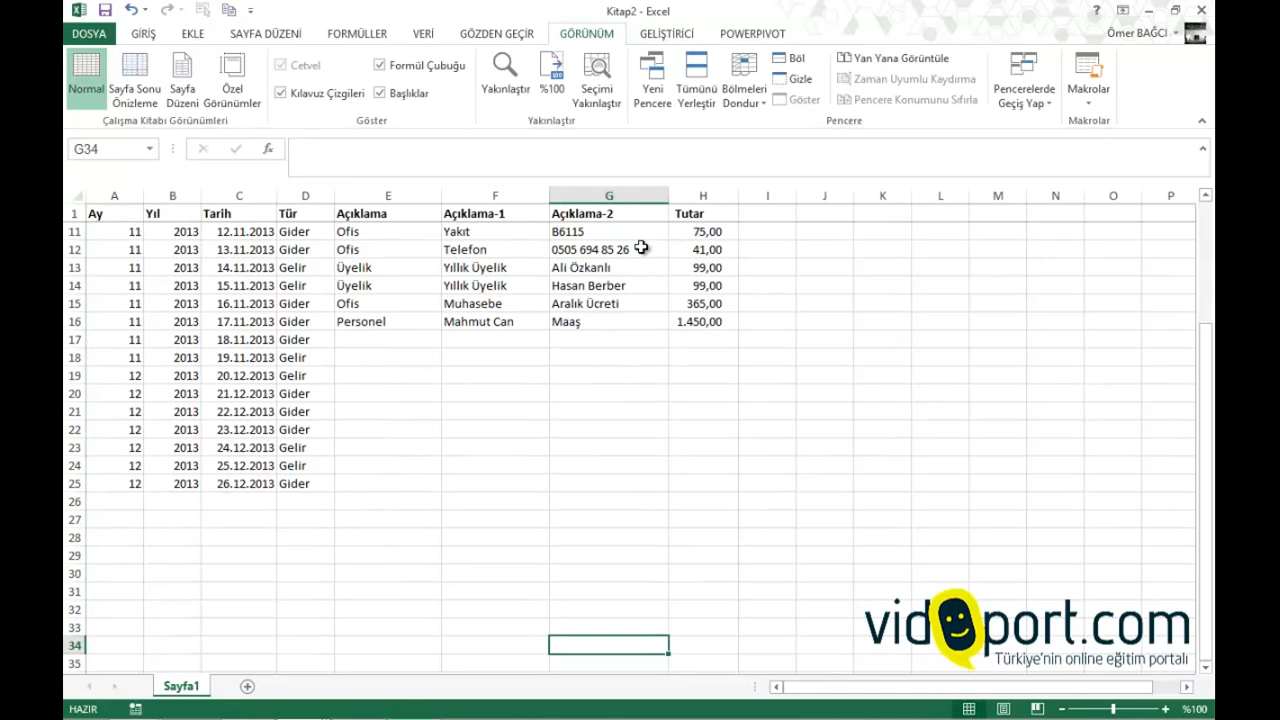 Kitap2 - Excel
DOSYA GİRİŞ EKLE SAYFA DÜZENİ FORMÜLLER VERİ GÖZDEN GEÇİR GÖRÜNÜM GELİŞTİRİCİ POWERPIVOT Ömer BAĞCI
Normal
Sayfa Sonu Önizleme
Sayfa Düzeni
Özel Görünümler
Çalışma Kitabı Görünümleri
Cetvel
Formül Çubuğu
Kılavuz Çizgileri
Başlıklar
Göster
Yakınlaştır
%100
Seçimi Yakınlaştır
Yakınlaştır
Yeni Pencere
Tümünü Yerleştir
Bölmeleri Dondur
Böl
Gizle
Göster
Yan Yana Görüntüle
Zaman Uyumlu Kaydırma
Pencere Konumunu Sıfırla
Pencere
Pencerelerde Geçiş Yap
Makrolar
Makrolar
G34 fx
A B C D E F G H I J K L M N O P
1 Ay Yıl Tarih Tür Açıklama Açıklama-1 Açıklama-2 Tutar
11 11 2013 12.11.2013 Gider Ofis Yakıt B6115 75,00
12 11 2013 13.11.2013 Gider Ofis Telefon 0505 694 85 26 41,00
13 11 2013 14.11.2013 Gelir Üyelik Yıllık Üyelik Ali Özkanlı 99,00
14 11 2013 15.11.2013 Gelir Üyelik Yıllık Üyelik Hasan Berber 99,00
15 11 2013 16.11.2013 Gider Ofis Muhasebe Aralık Ücreti 365,00
16 11 2013 17.11.2013 Gider Personel Mahmut Can Maaş 1.450,00
17 11 2013 18.11.2013 Gider
18 11 2013 19.11.2013 Gelir
19 12 2013 20.12.2013 Gelir
20 12 2013 21.12.2013 Gider
21 12 2013 22.12.2013 Gider
22 12 2013 23.12.2013 Gider
23 12 2013 24.12.2013 Gelir
24 12 2013 25.12.2013 Gelir
25 12 2013 26.12.2013 Gider
26
27
28
29
30
31
32
33
34
35
videoport.com
Türkiye'nin online eğitim portalı
Sayfa1
HAZIR %100